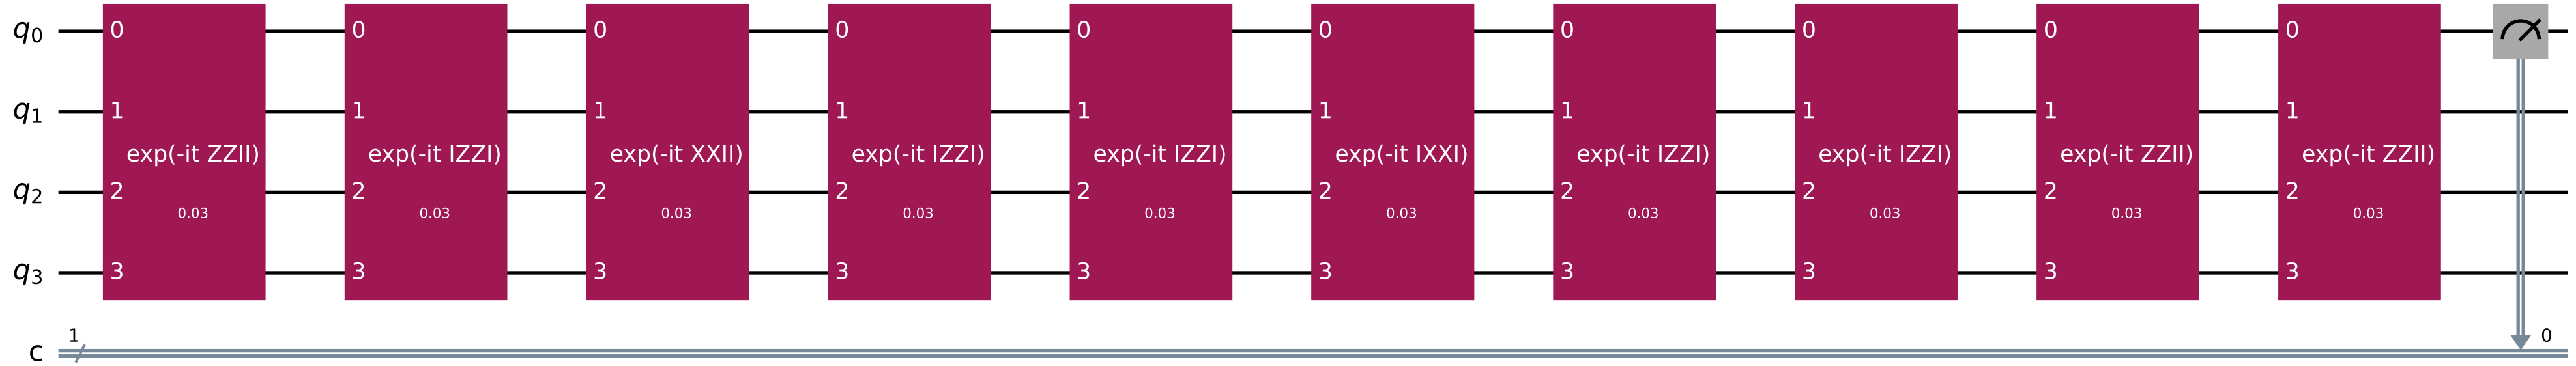 q0 0 0 0 0 0 0 0 0 0 0
q1 1 1 1 1 1 1 1 1 1 1
exp(-it ZZII) exp(-it IZZI) exp(-it XXII) exp(-it IZZI) exp(-it IZZI) exp(-it IXXI) exp(-it IZZI) exp(-it IZZI) exp(-it ZZII) exp(-it ZZII)
q2 2 2 2 2 2 2 2 2 2 2
0.03 0.03 0.03 0.03 0.03 0.03 0.03 0.03 0.03 0.03
q3 3 3 3 3 3 3 3 3 3 3
1 0
c